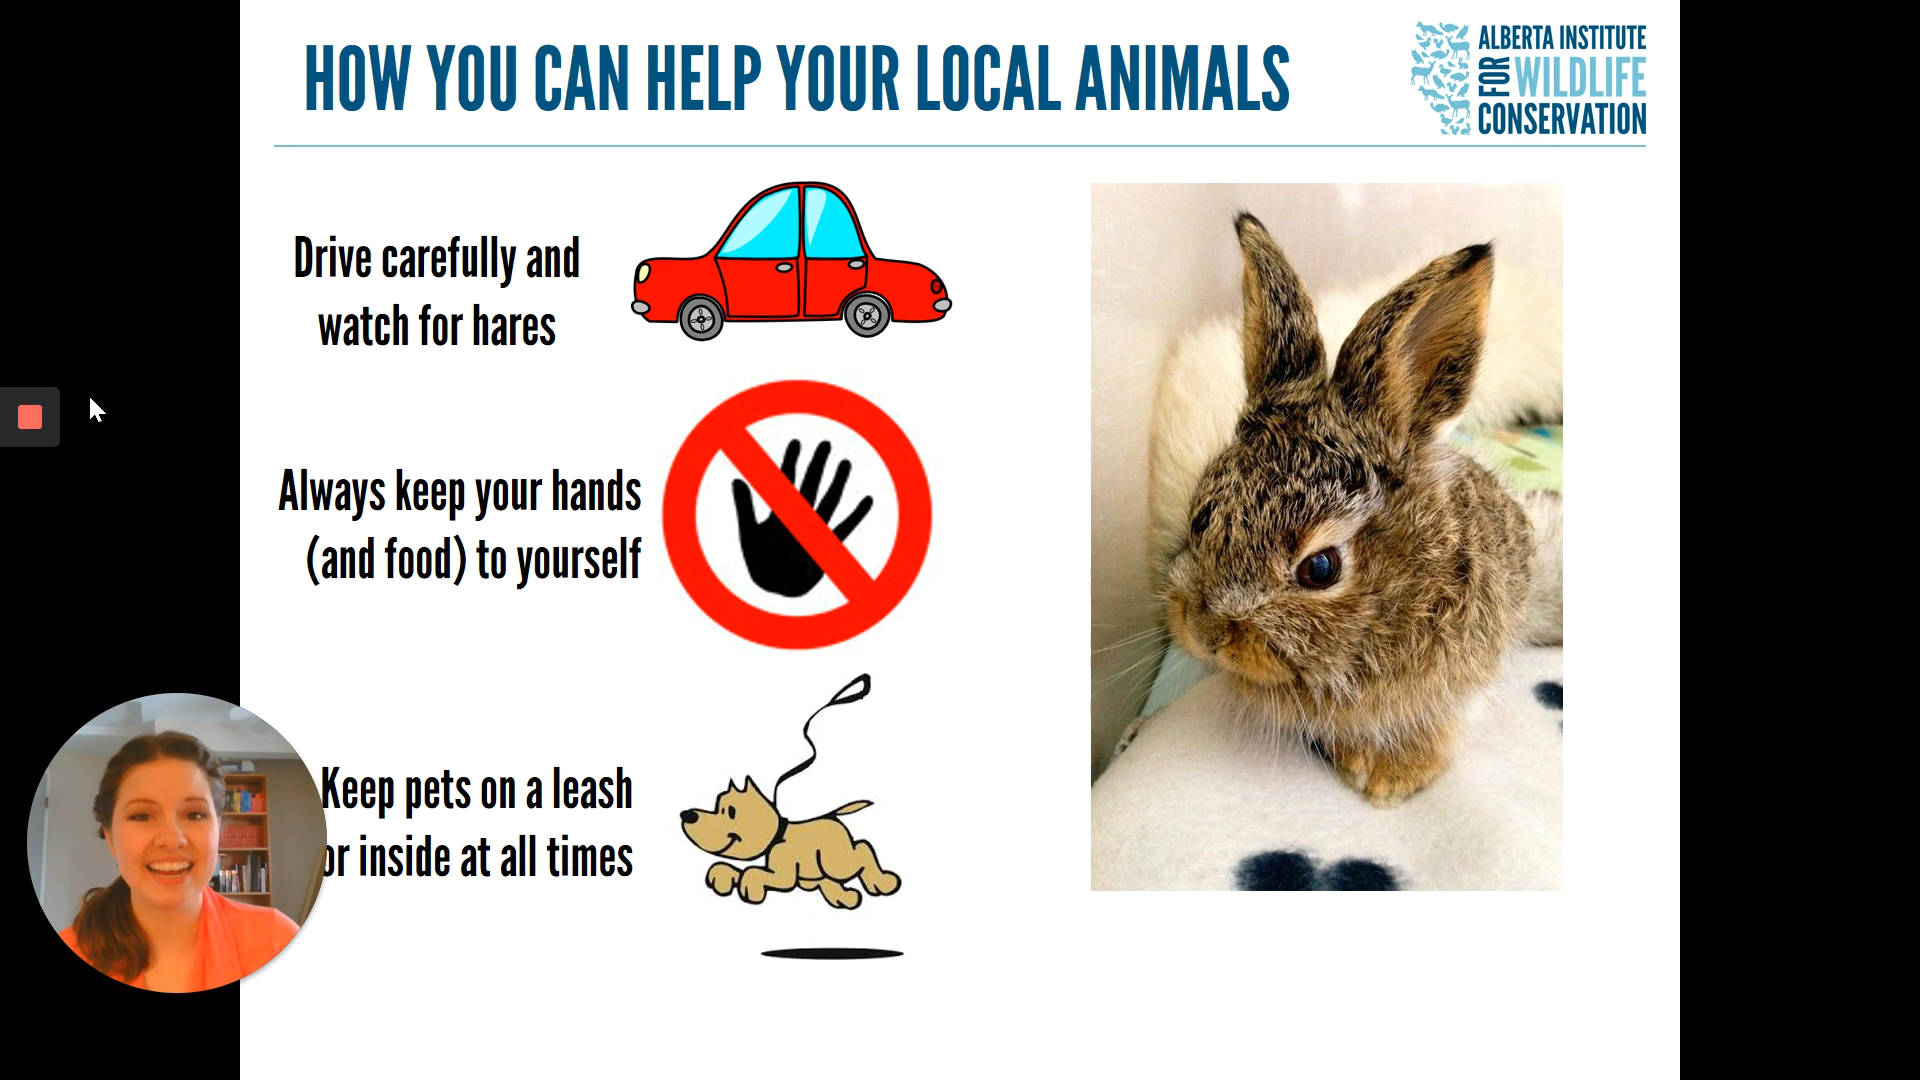 HOW YOU CAN HELP YOUR LOCAL ANIMALS
ALBERTA INSTITUTE
FOR WILDLIFE
CONSERVATION
Drive carefully and
watch for hares
Always keep your hands
(and food) to yourself
Keep pets on a leash
or inside at all times